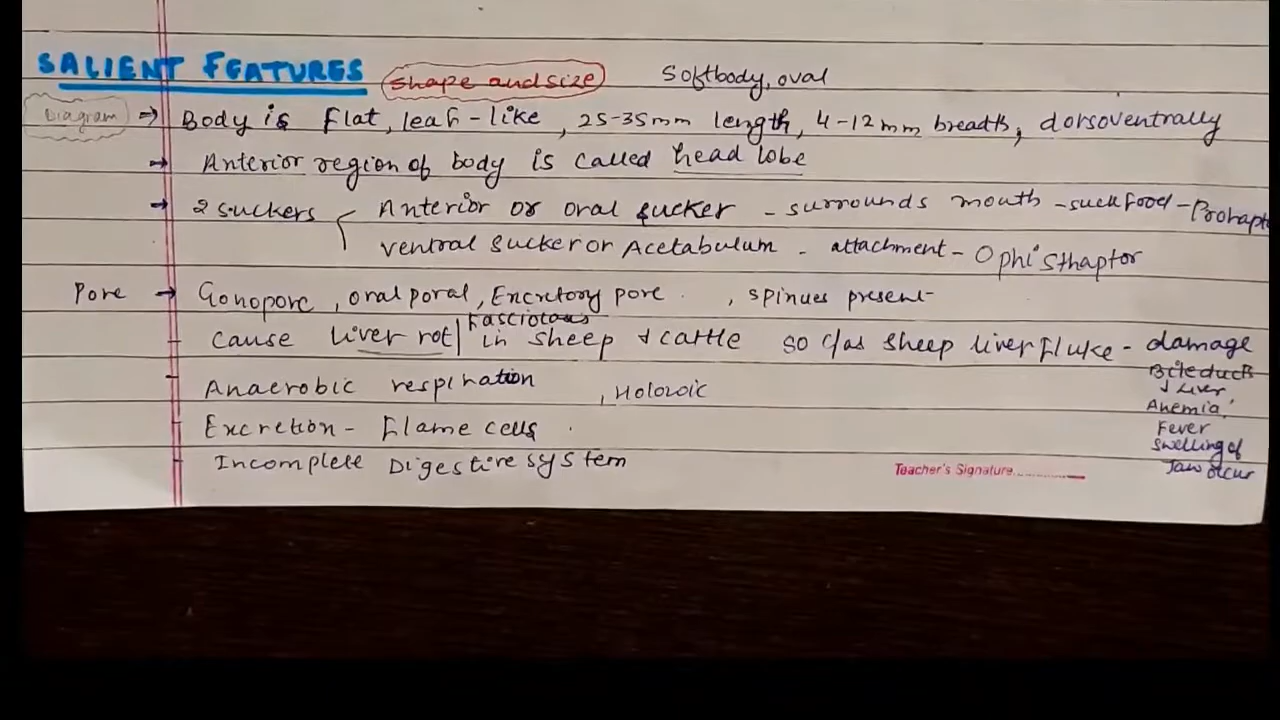 SALIENT FEATURES shape and size Softbody, oval
Diagram ⇒ Body is Flat, leaf-like, 25-35mm length, 4-12mm breadth, dorsoventrally
→ Anterior region of body is called head lobe
→ 2 suckers Anterior or oral sucker - surrounds mouth - suck food - Prohapto
ventral sucker or Acetabulum - attachment - Ophisthaptor
Pore → Gonopore, oral poral, Excretory pore. , spinues present-
cause liver rot/ Fasciolous in sheep & cattle so c/as sheep liver Fluke - damage
Bile duct
& liver.
Anaerobic respiration, Holozoic
Anemia
Excretion - Flame cells.
Fever
Swelling of
Jaw occur
Incomplete Digestive system
Teacher's Signature..............